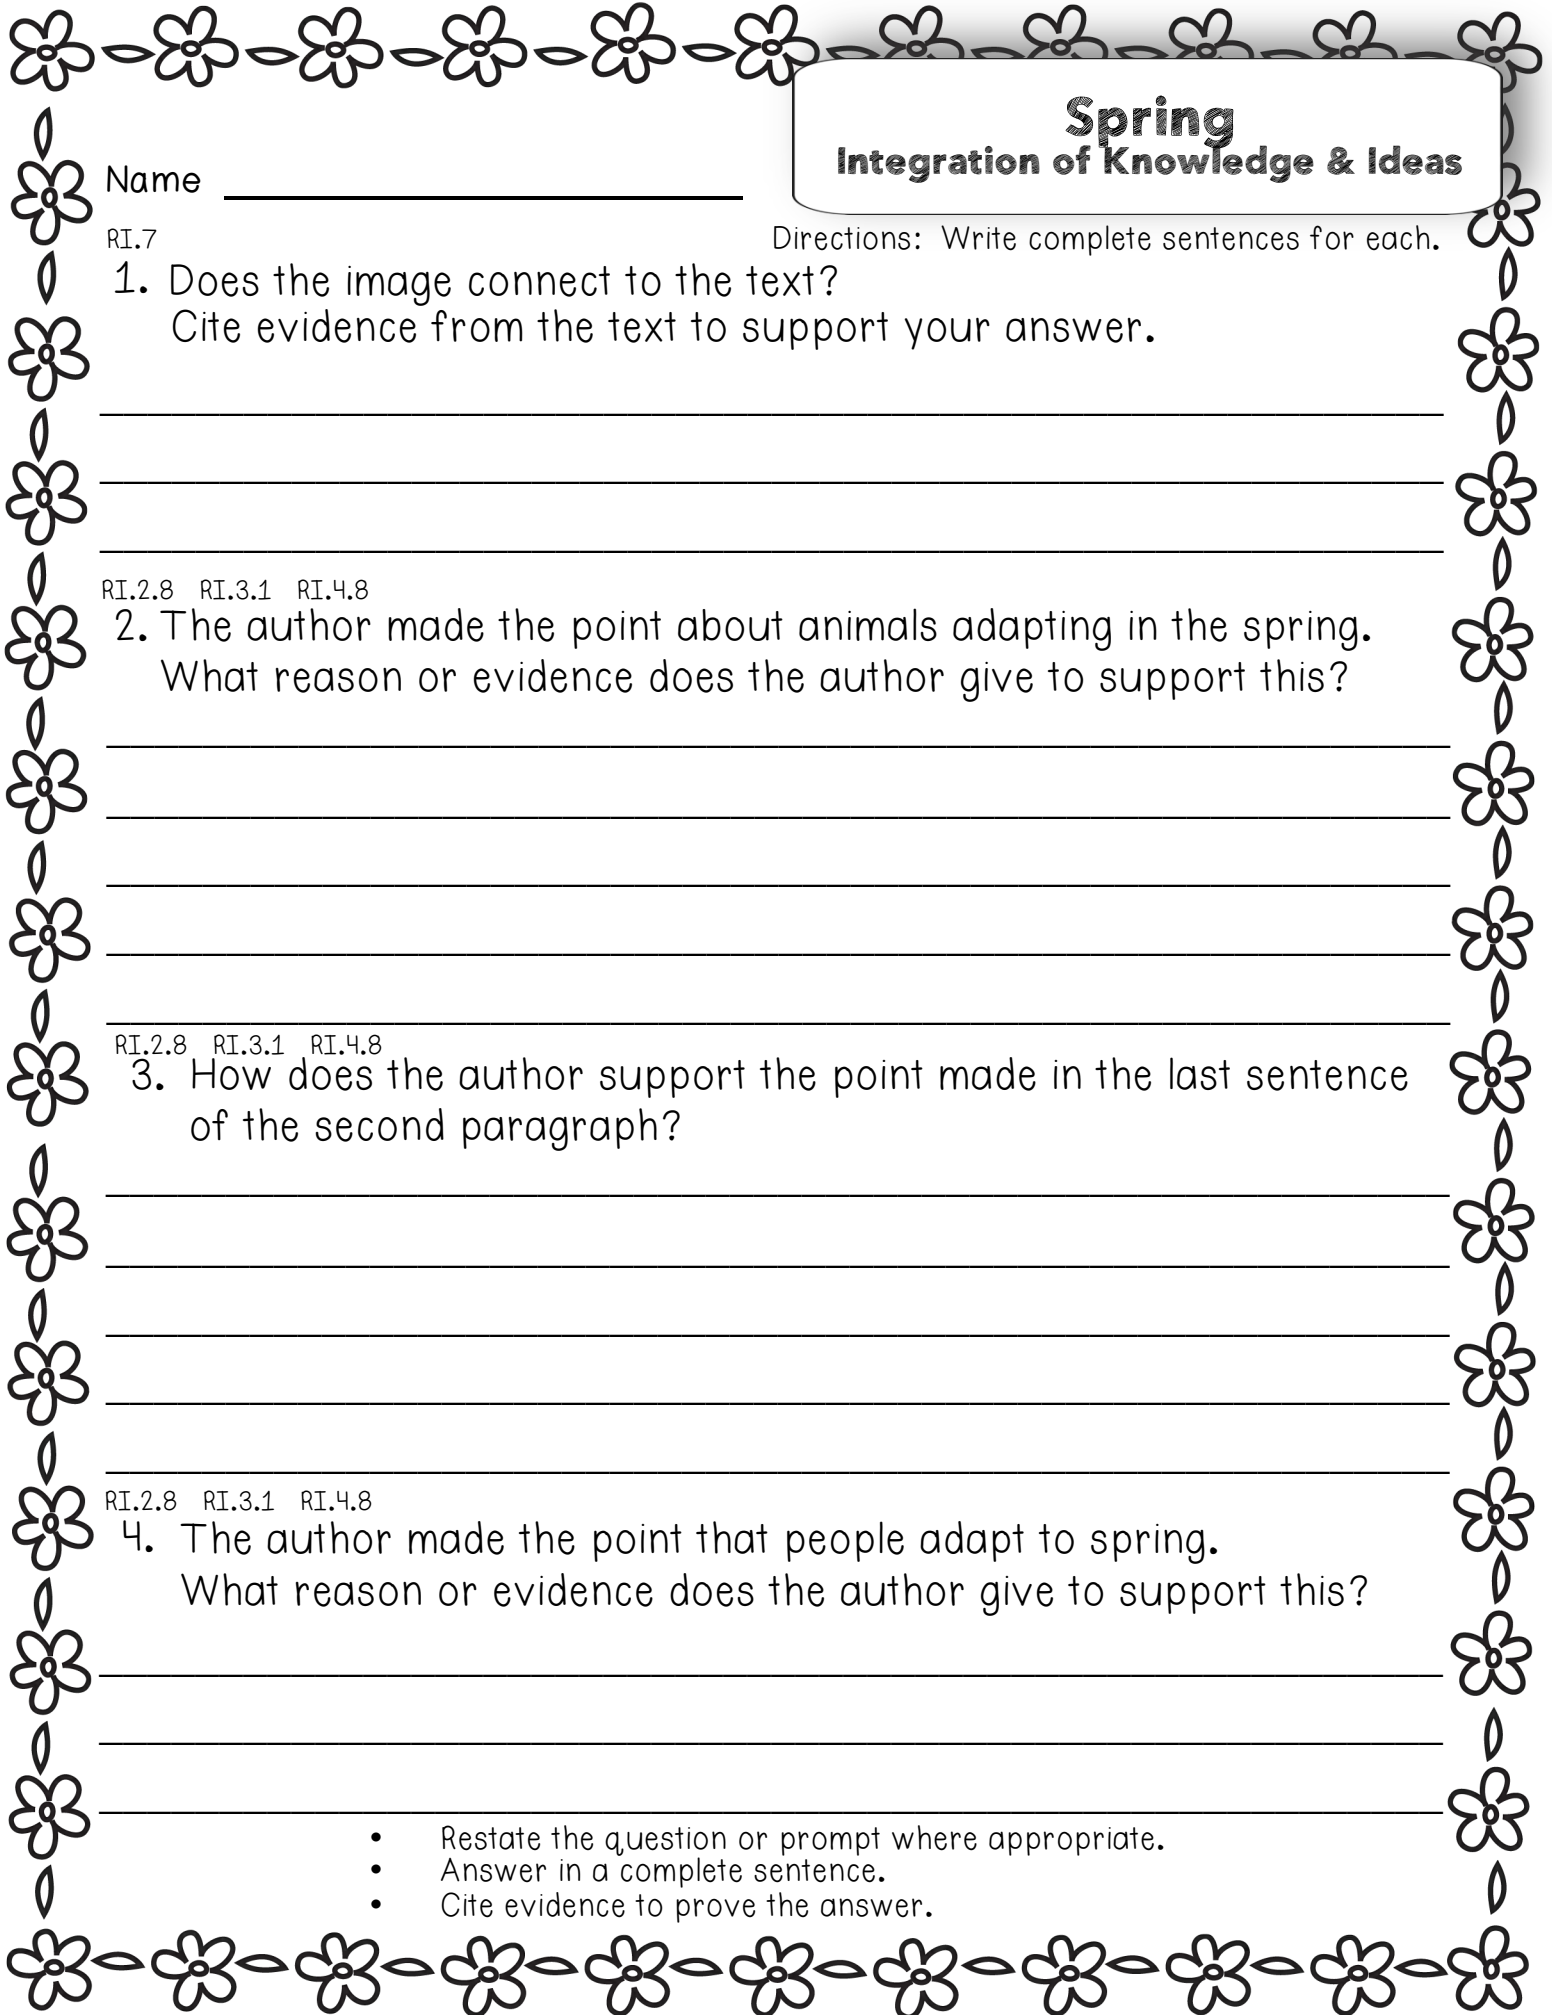 Spring
Integration of Knowledge & Ideas
Name
RI.7
Directions: Write complete sentences for each.
1. Does the image connect to the text?
Cite evidence from the text to support your answer.
RI.2.8 RI.3.1 RI.4.8
2. The author made the point about animals adapting in the spring.
What reason or evidence does the author give to support this?
RI.2.8 RI.3.1 RI.4.8
3. How does the author support the point made in the last sentence
of the second paragraph?
RI.2.8 RI.3.1 RI.4.8
4. The author made the point that people adapt to spring.
What reason or evidence does the author give to support this?
• Restate the question or prompt where appropriate.
• Answer in a complete sentence.
• Cite evidence to prove the answer.